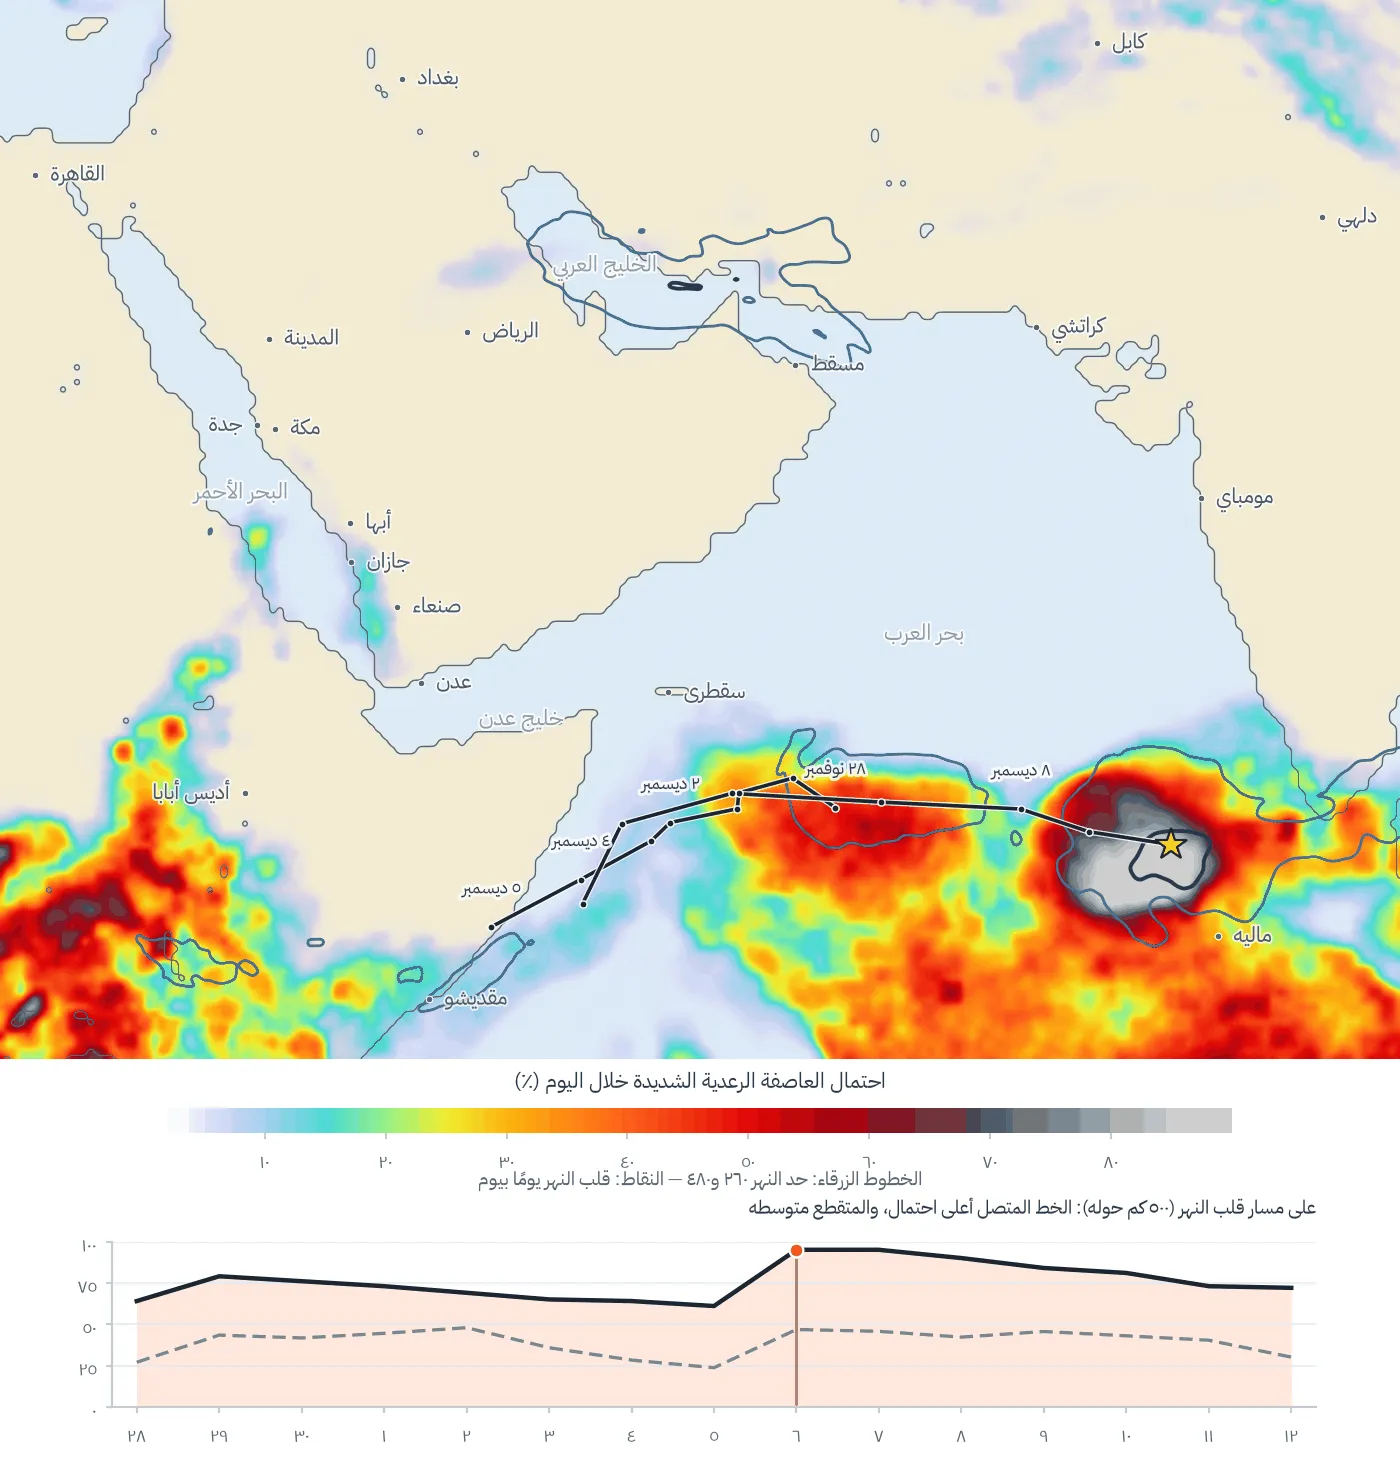 كابل
بغداد
القاهرة
دلهي
الخليج العربي
المدينة
الرياض
كراتشي
مسقط
جدة
مكة
البحر الأحمر
مومباي
أبها
جازان
صنعاء
بحر العرب
عدن
سقطرى
خليج عدن
٢٨ نوفمبر
٨ ديسمبر
٢ ديسمبر
أديس أبابا
٤ ديسمبر
٥ ديسمبر
ماليه
مقديشو
احتمال العاصفة الرعدية الشديدة خلال اليوم (٪)
١٠ ٢٠ ٣٠ ٤٠ ٥٠ ٦٠ ٧٠ ٨٠
الخطوط الزرقاء: حد النهر ٢٦٠ و٤٨٠ — النقاط: قلب النهر يومًا بيوم
على مسار قلب النهر (٥٠٠ كم حوله): الخط المتصل أعلى احتمال، والمتقطع متوسطه
١٠٠
٧٥
٥٠
٢٥
٠
٢٨ ٢٩ ٣٠ ١ ٢ ٣ ٤ ٥ ٦ ٧ ٨ ٩ ١٠ ١١ ١٢